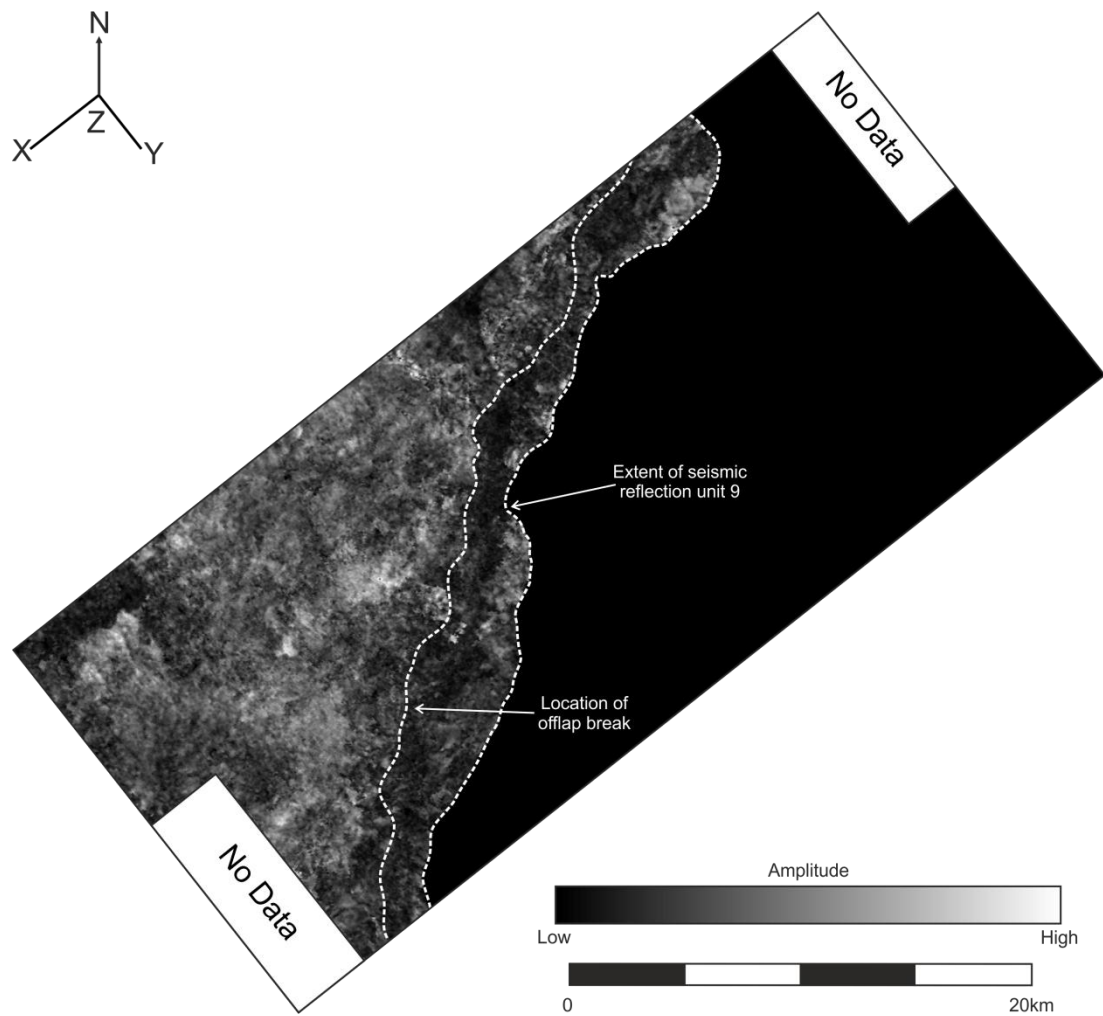 N
Z
X
Y
No Data
Extent of seismic
reflection unit 9
Location of
offlap break
No Data
Amplitude
Low
High
0
20km